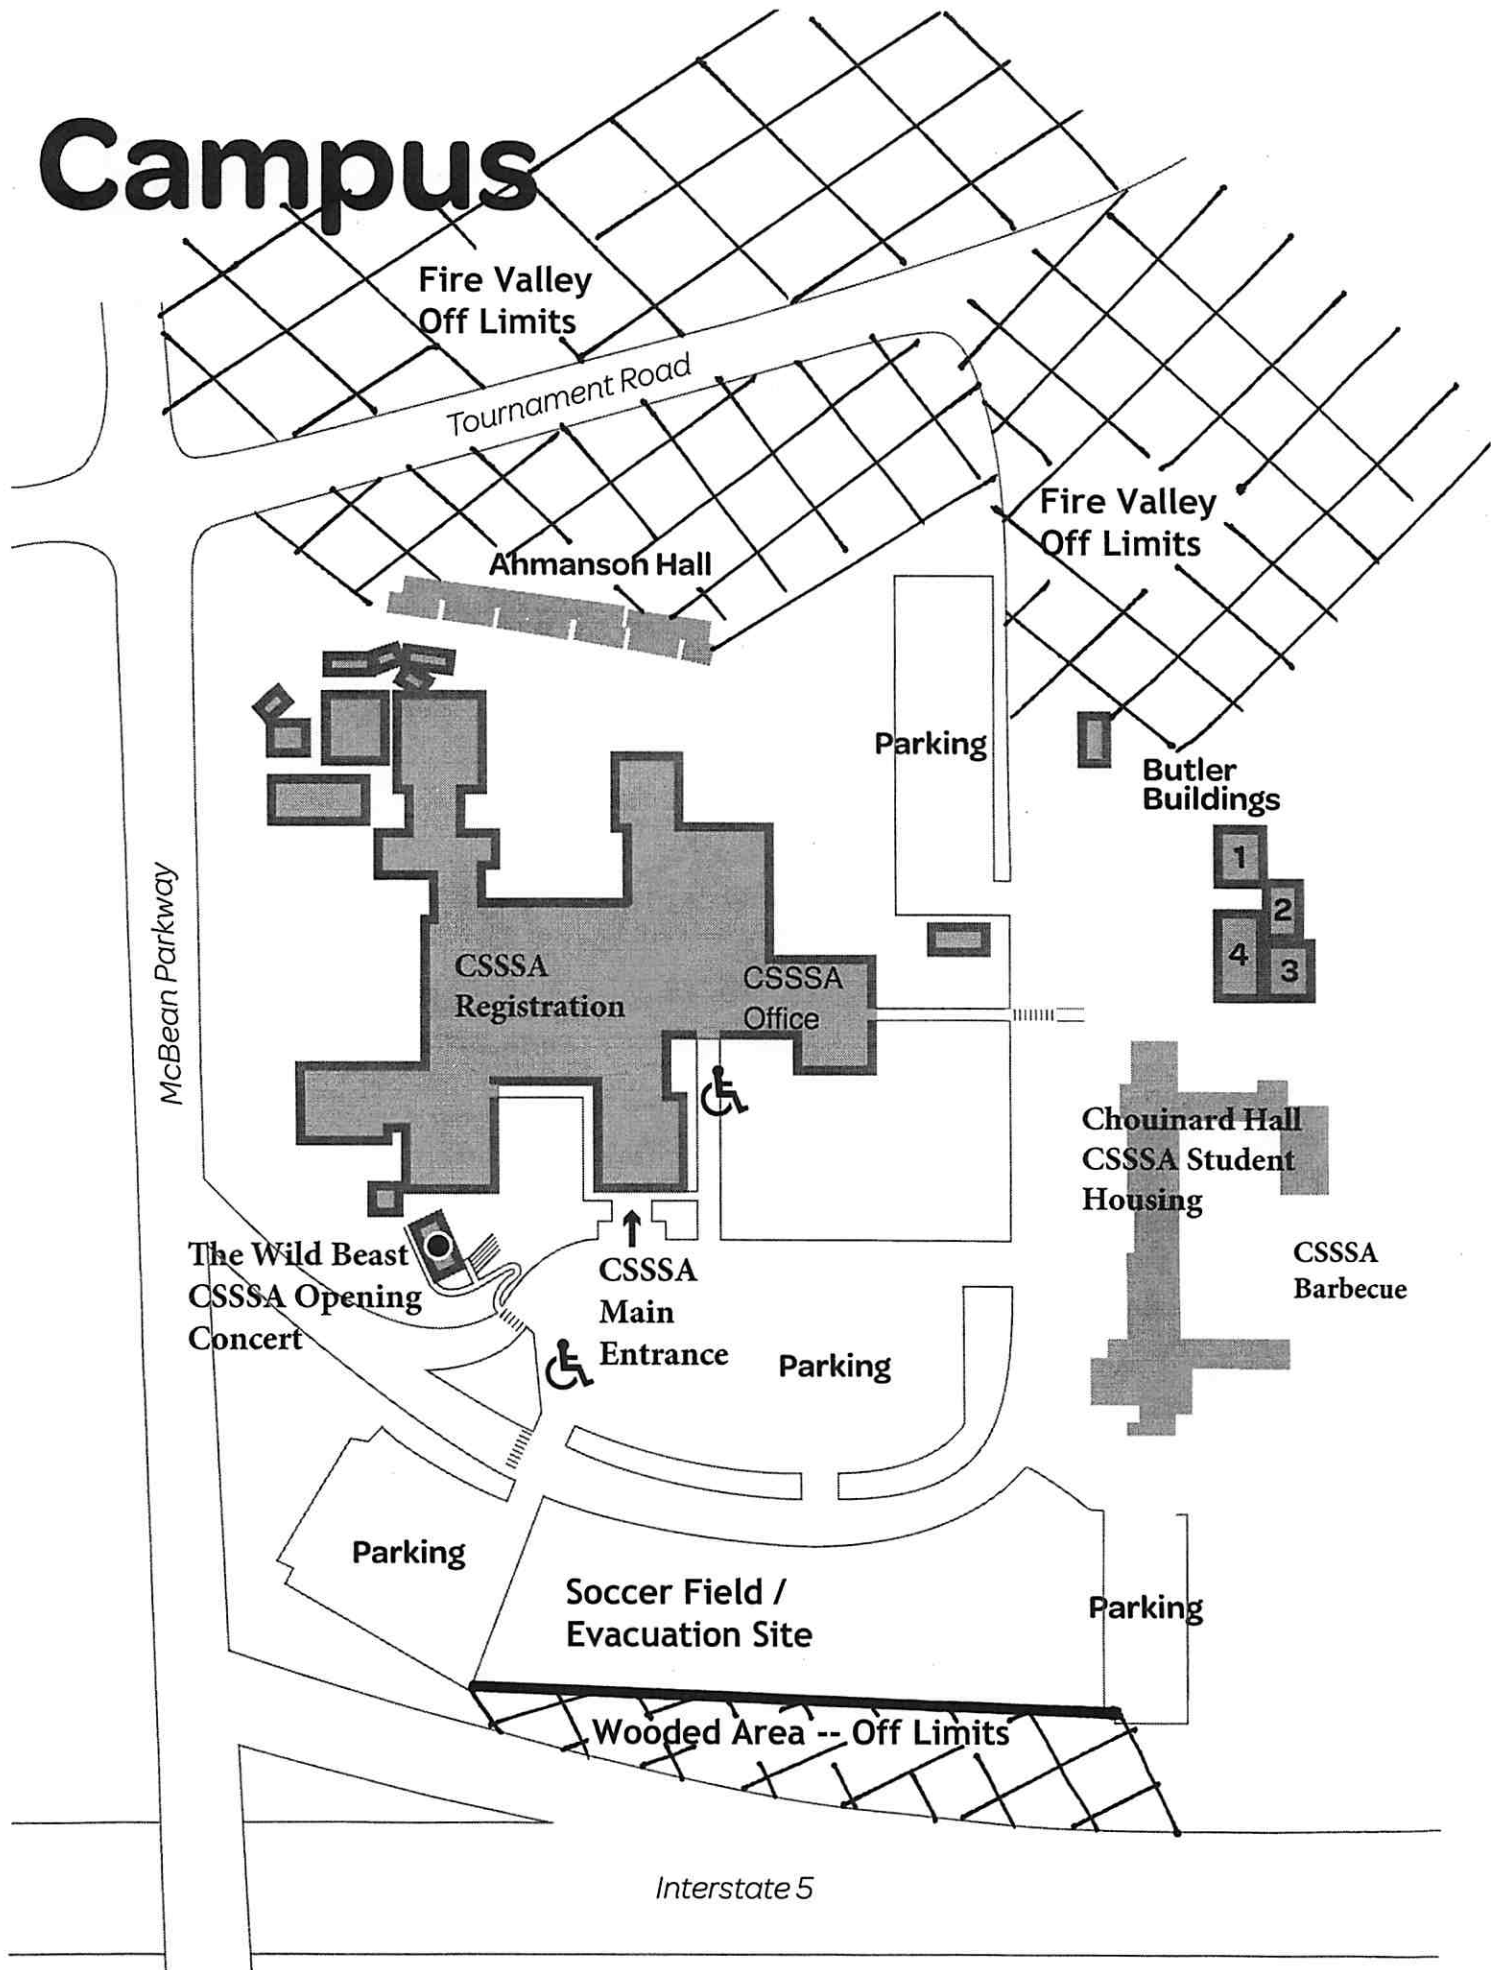 Campus
Fire Valley
Off Limits
Tournament Road
Fire Valley
Off Limits
Ahmanson Hall
Parking
Butler
Buildings
1
2
4
3
McBean Parkway
CSSSA
Registration
CSSSA
Office
Chouinard Hall
CSSSA Student
Housing
The Wild Beast
CSSSA Opening
Concert
CSSSA
Main
Entrance
CSSSA
Barbecue
Parking
Parking
Soccer Field /
Evacuation Site
Parking
Wooded Area -- Off Limits
Interstate 5